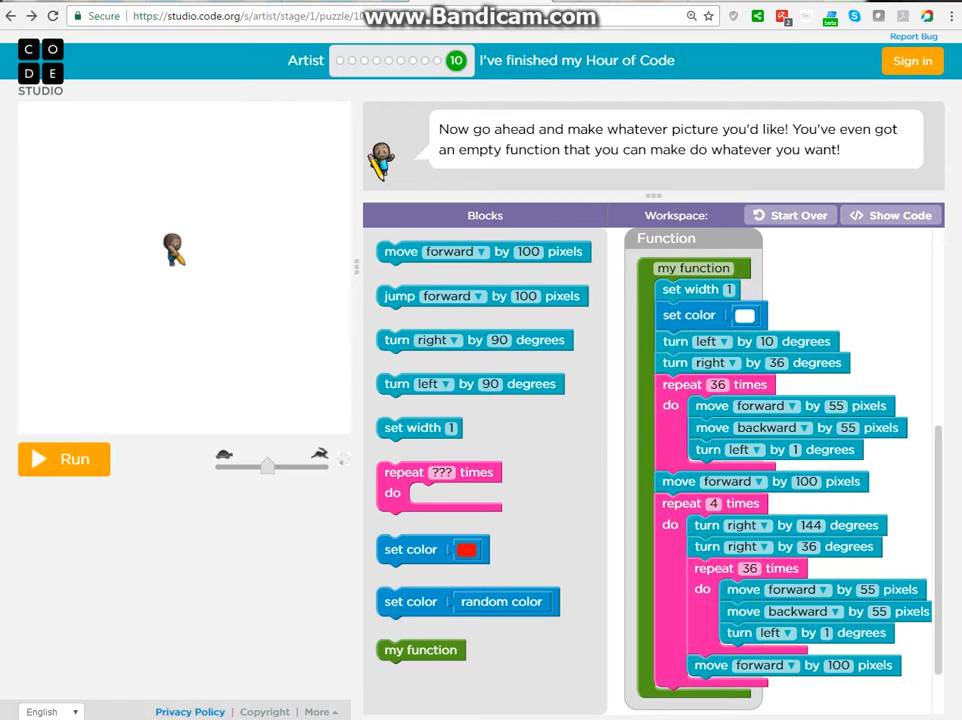 www.Bandicam.com
Secure https://studio.code.org/s/artist/stage/1/puzzle/10
2
beta
Report Bug
C O
D E
STUDIO
Artist 10 I've finished my Hour of Code
Sign in
Now go ahead and make whatever picture you'd like! You've even got
an empty function that you can make do whatever you want!
Blocks
Workspace:
Start Over
</> Show Code
move forward by 100 pixels
jump forward by 100 pixels
turn right by 90 degrees
turn left by 90 degrees
set width 1
repeat ??? times
do
set color
set color random color
my function
Function
my function
set width 1
set color
turn left by 10 degrees
turn right by 36 degrees
repeat 36 times
do move forward by 55 pixels
move backward by 55 pixels
turn left by 1 degrees
move forward by 100 pixels
repeat 4 times
do turn right by 144 degrees
turn right by 36 degrees
repeat 36 times
do move forward by 55 pixels
move backward by 55 pixels
turn left by 1 degrees
move forward by 100 pixels
Run
English
Privacy Policy | Copyright | More